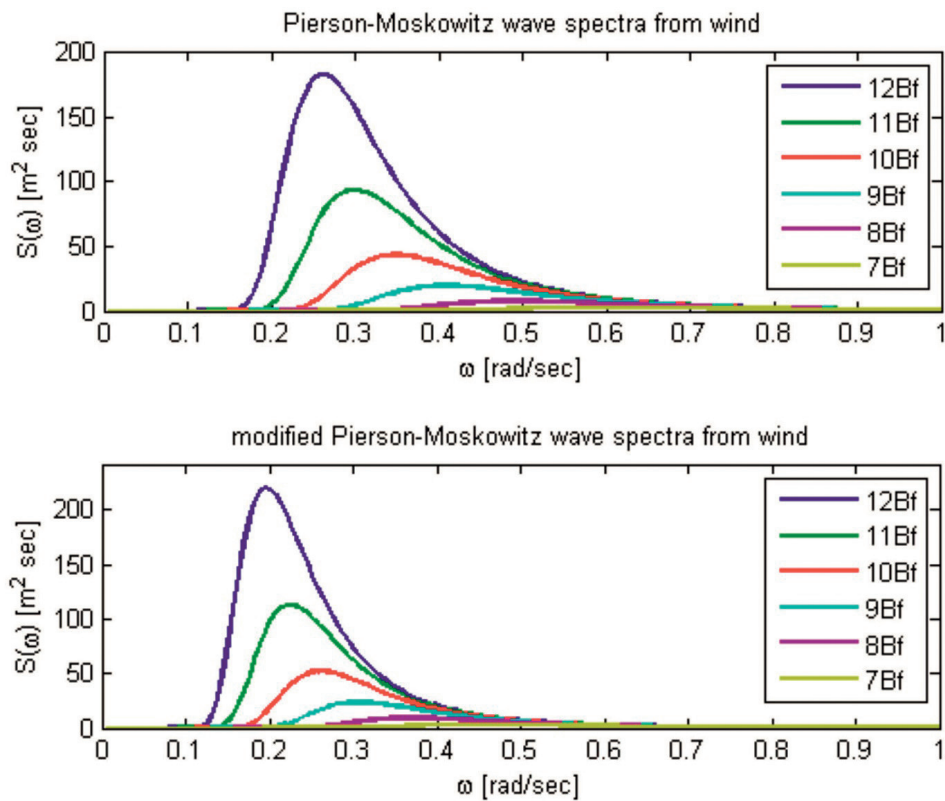 Pierson-Moskowitz wave spectra from wind
S(ω) [m² sec]
200
150
100
50
0
12Bf
11Bf
10Bf
9Bf
8Bf
7Bf
0 0.1 0.2 0.3 0.4 0.5 0.6 0.7 0.8 0.9 1
ω [rad/sec]
modified Pierson-Moskowitz wave spectra from wind
S(ω) [m² sec]
200
150
100
50
0
12Bf
11Bf
10Bf
9Bf
8Bf
7Bf
0 0.1 0.2 0.3 0.4 0.5 0.6 0.7 0.8 0.9 1
ω [rad/sec]